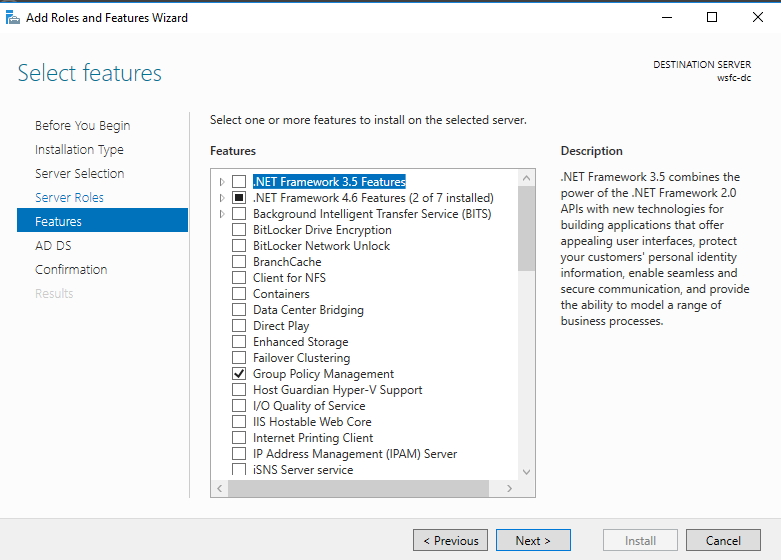 Add Roles and Features Wizard
Select features
DESTINATION SERVER
wsfc-dc
Before You Begin
Installation Type
Server Selection
Server Roles
Features
AD DS
Confirmation
Results
Select one or more features to install on the selected server.
Features
.NET Framework 3.5 Features
.NET Framework 4.6 Features (2 of 7 installed)
Background Intelligent Transfer Service (BITS)
BitLocker Drive Encryption
BitLocker Network Unlock
BranchCache
Client for NFS
Containers
Data Center Bridging
Direct Play
Enhanced Storage
Failover Clustering
Group Policy Management
Host Guardian Hyper-V Support
I/O Quality of Service
IIS Hostable Web Core
Internet Printing Client
IP Address Management (IPAM) Server
iSNS Server service
Description
.NET Framework 3.5 combines the
power of the .NET Framework 2.0
APIs with new technologies for
building applications that offer
appealing user interfaces, protect
your customers' personal identity
information, enable seamless and
secure communication, and provide
the ability to model a range of
business processes.
< Previous
Next >
Install
Cancel